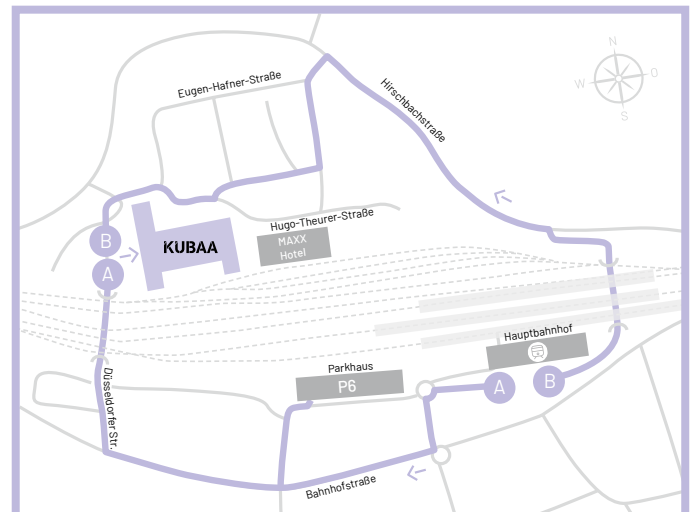 N
W
O
S
Eugen-Hafner-Straße
Hirschbachstraße
B
KUBAA
A
Hugo-Theurer-Straße
MAXX
Hotel
Hauptbahnhof
Parkhaus
P6
A
B
Düsseldorfer Str.
Bahnhofstraße